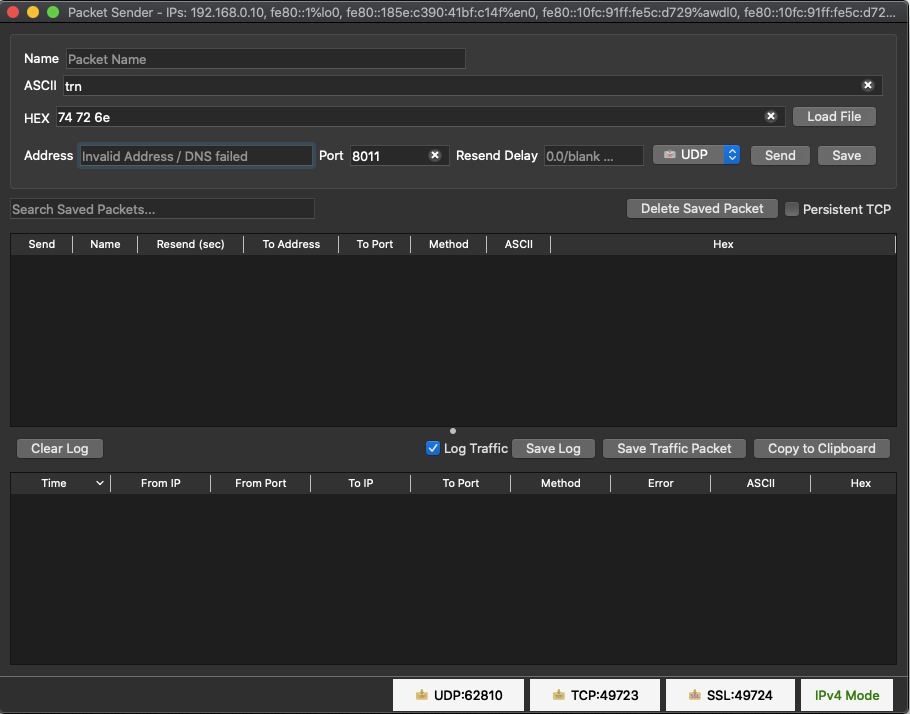 Packet Sender - IPs: 192.168.0.10, fe80::1%lo0, fe80::185e:c390:41bf:c14f%en0, fe80::10fc:91ff:fe5c:d729%awdl0, fe80::10fc:91ff:fe5c:d72...
Name Packet Name
ASCII trn
HEX 74 72 6e Load File
Address Invalid Address / DNS failed Port 8011 Resend Delay 0.0/blank ... UDP Send Save
Search Saved Packets... Delete Saved Packet Persistent TCP
Send Name Resend (sec) To Address To Port Method ASCII Hex
Clear Log Log Traffic Save Log Save Traffic Packet Copy to Clipboard
Time From IP From Port To IP To Port Method Error ASCII Hex
UDP:62810 TCP:49723 SSL:49724 IPv4 Mode